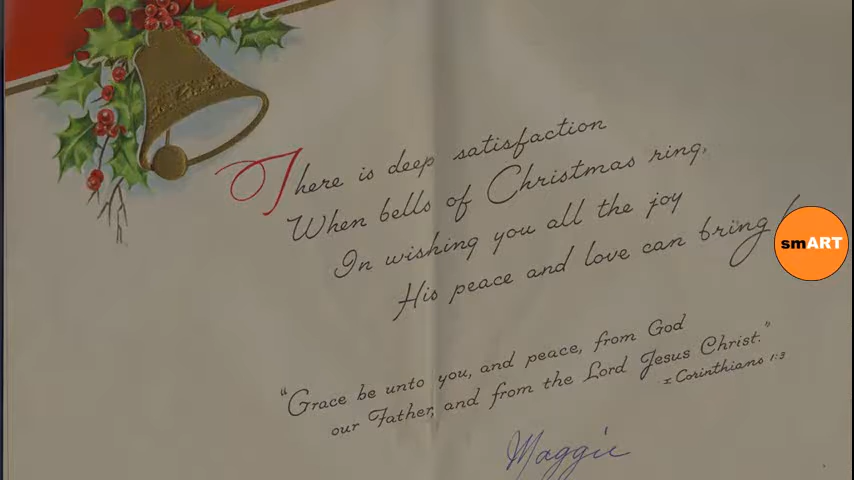 There is deep satisfaction
When bells of Christmas ring,
In wishing you all the joy
His peace and love can bring
smART
"Grace be unto you, and peace, from God
our Father, and from the Lord Jesus Christ."
I Corinthians 1:3
Maggie